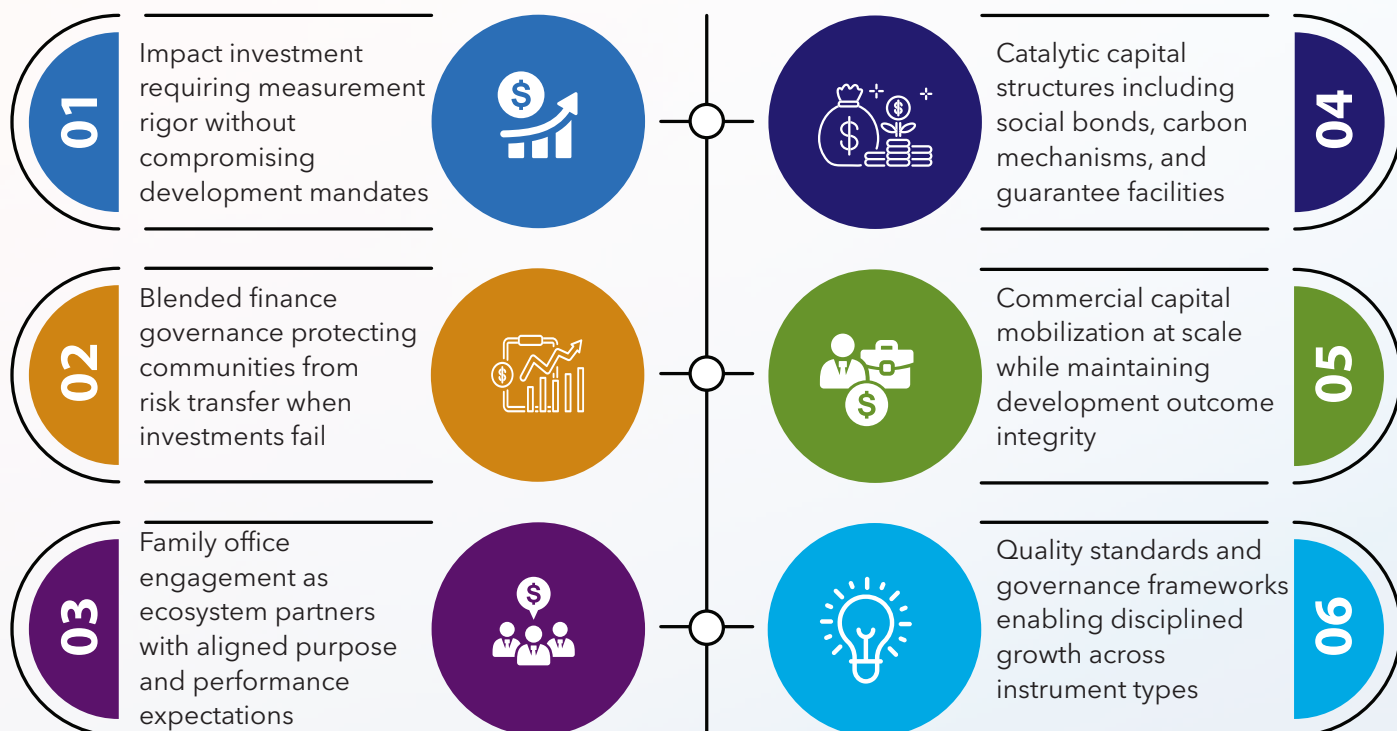 01
Impact investment
requiring measurement
rigor without
compromising
development mandates
$
02
Blended finance
governance protecting
communities from
risk transfer when
investments fail
$
03
Family office
engagement as
ecosystem partners
with aligned purpose
and performance
expectations
$
04
Catalytic capital
structures including
social bonds, carbon
mechanisms, and
guarantee facilities
$
$
05
Commercial capital
mobilization at scale
while maintaining
development outcome
integrity
$
06
Quality standards and
governance frameworks
enabling disciplined
growth across
instrument types